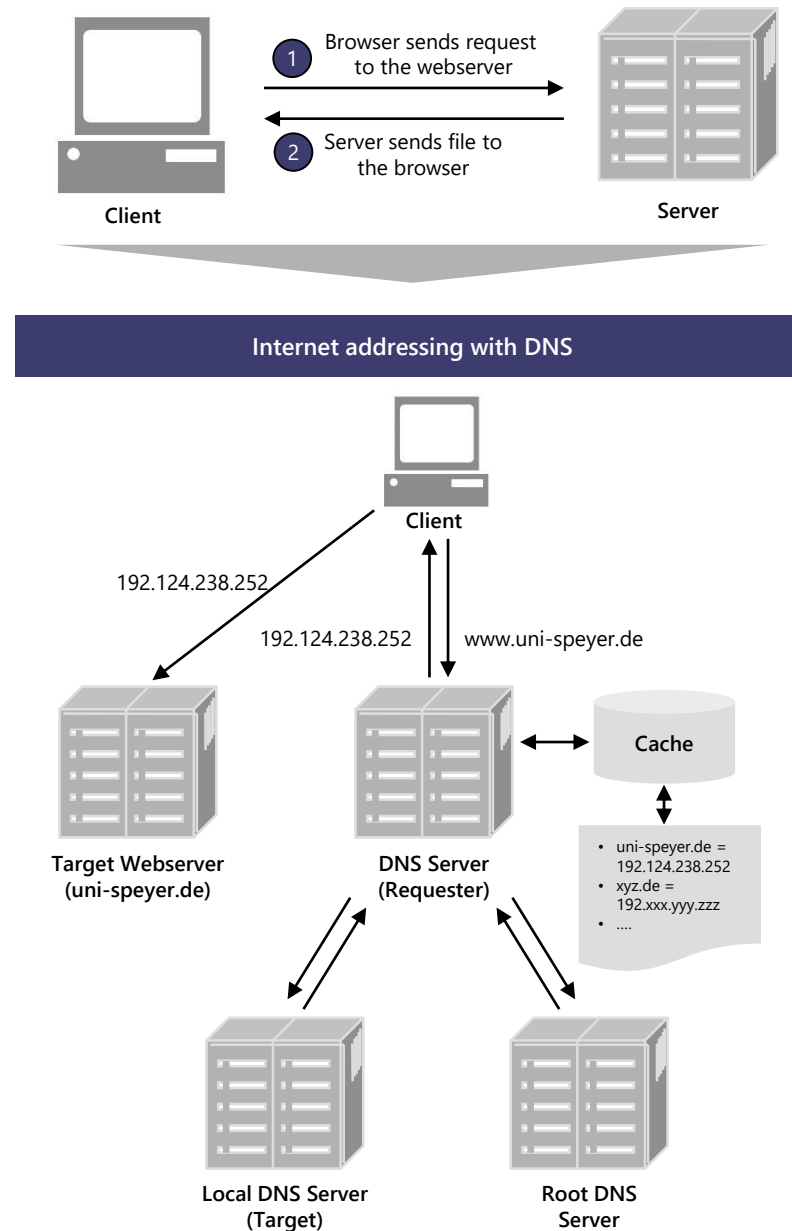 1
Browser sends request
to the webserver
2
Server sends file to
the browser
Client
Server
Internet addressing with DNS
Client
192.124.238.252
192.124.238.252
www.uni-speyer.de
Cache
Target Webserver
(uni-speyer.de)
DNS Server
(Requester)
• uni-speyer.de =
192.124.238.252
• xyz.de =
192.xxx.yyy.zzz
• ....
Local DNS Server
(Target)
Root DNS
Server